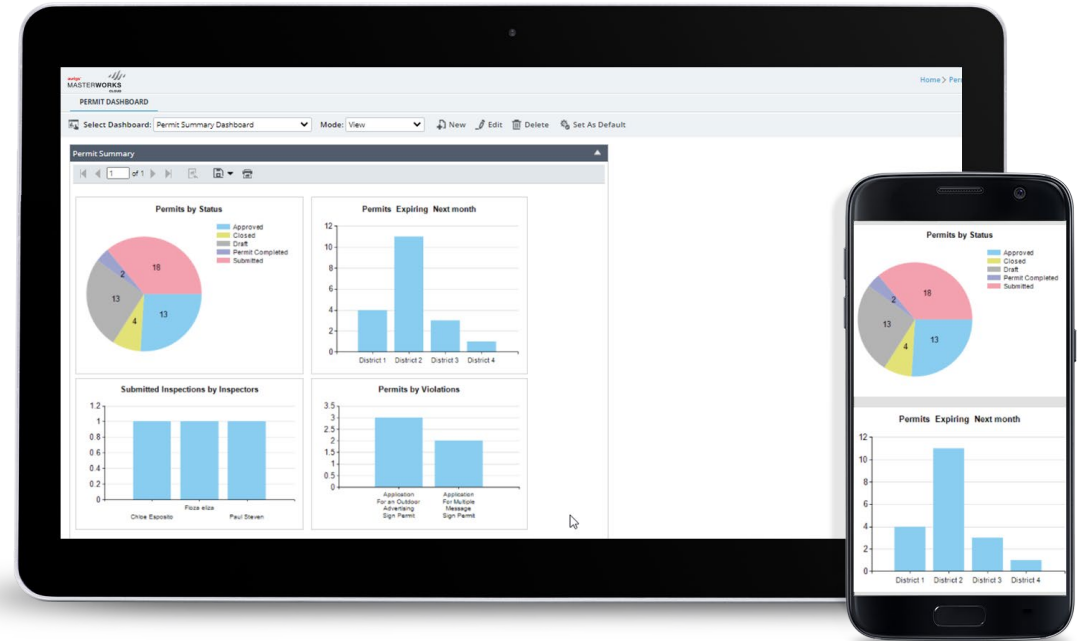 aurigo
MASTERWORKS
CLOUD
Home > Per
PERMIT DASHBOARD
Select Dashboard: Permit Summary Dashboard Mode: View New Edit Delete Set As Default
Permit Summary
1 of 1
Permits by Status
Approved
Closed
Draft
Permit Completed
Submitted
18
2
13
13
4
Permits Expiring Next month
12
10
8
6
4
2
0
District 1 District 2 District 3 District 4
Submitted Inspections by Inspectors
1.2
1
0.8
0.6
0.4
0.2
0
Chloe Esposito
Fioza eliza
Paul Steven
Permits by Violations
3.5
3
2.5
2
1.5
1
0.5
0
Application
For an Outdoor
Advertising
Sign Permit
Application
For Multiple
Message
Sign Permit
Permits by Status
Approved
Closed
Draft
Permit Completed
Submitted
18
2
13
13
4
Permits Expiring Next month
12
10
8
6
4
2
0
District 1 District 2 District 3 District 4